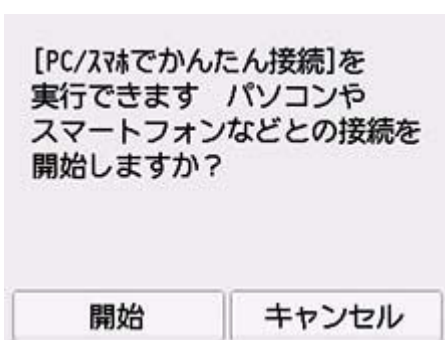 [PC/ｽﾏﾎでかんたん接続]を
実行できます　パソコンや
スマートフォンなどとの接続を
開始しますか？
開始
キャンセル